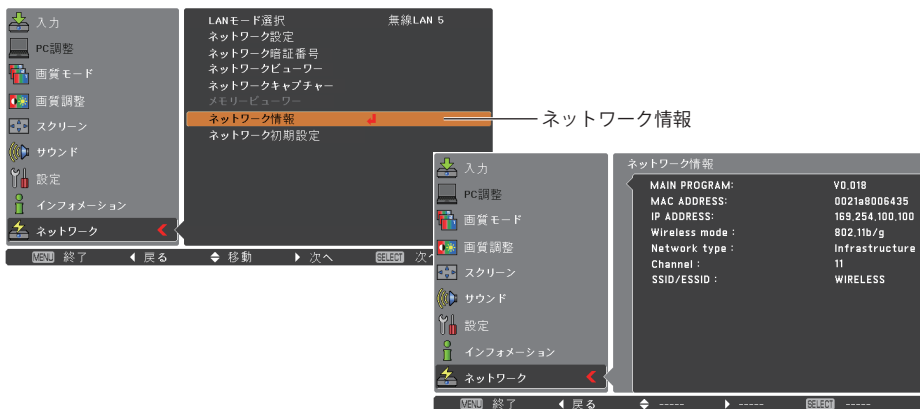 入力
PC調整
画質モード
画質調整
スクリーン
サウンド
設定
インフォメーション
ネットワーク
LANモード選択 無線LAN 5
ネットワーク設定
ネットワーク暗証番号
ネットワークビューワー
ネットワークキャプチャー
メモリービューワー
ネットワーク情報
ネットワーク初期設定
MENU 終了 戻る 移動 次へ SELECT 次
ネットワーク情報
入力
PC調整
画質モード
画質調整
スクリーン
サウンド
設定
インフォメーション
ネットワーク
ネットワーク情報
MAIN PROGRAM: V0.018
MAC ADDRESS: 0021a8006435
IP ADDRESS: 169.254.100.100
Wireless mode : 802.11b/g
Network type : Infrastructure
Channel : 11
SSID/ESSID : WIRELESS
MENU 終了 戻る ----- ----- SELECT -----